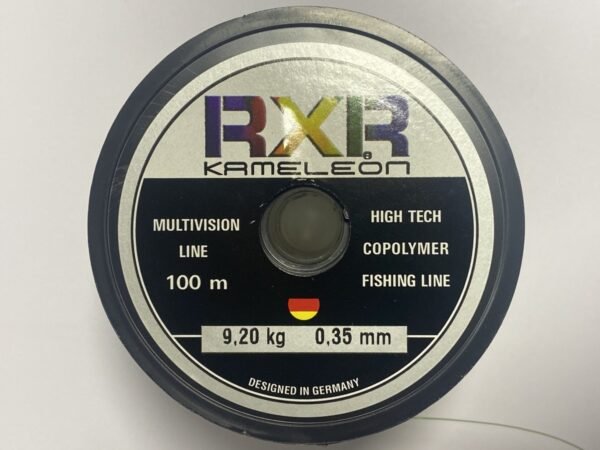 RXR
KAMELEON®
MULTIVISION
LINE
100 m
HIGH TECH
COPOLYMER
FISHING LINE
9,20 kg 0,35 mm
DESIGNED IN GERMANY